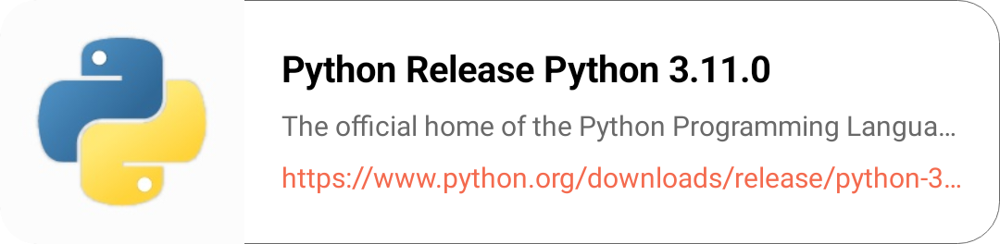 Python Release Python 3.11.0
The official home of the Python Programming Langua...
https://www.python.org/downloads/release/python-3...